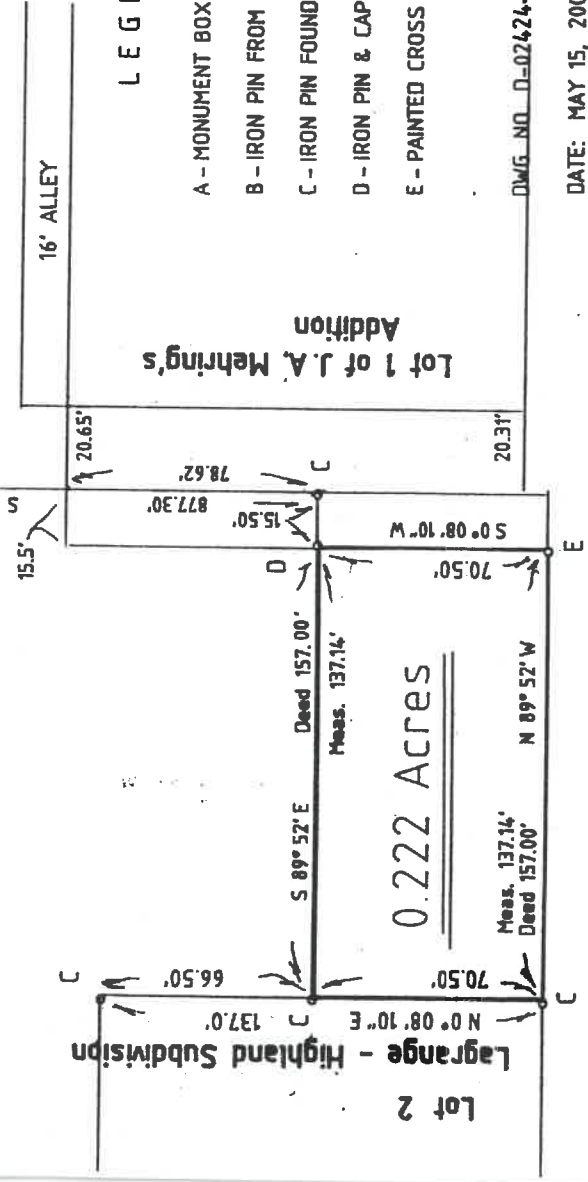 16' ALLEY
L E G
A - MONUMENT BOX
B - IRON PIN FROM
C - IRON PIN FOUND
D - IRON PIN & CAP
E - PAINTED CROSS
DWG NO D-02424-
DATE: MAY 15, 200
Lot 1 of J.A. Mehring's
Addition
20.65'
20.31'
78.62'
877.30'
15.50'
15.5'
S
C
D
S 0° 08' 10" W
70.50'
E
S 89° 52' E
Deed 157.00'
Meas. 137.14'
0.222 Acres
Meas. 137.14'
Deed 157.00'
N 89° 52' W
C
66.50'
137.0'
C
70.50'
N 0° 08' 10" E
C
Lagrange - Highland Subdivision
Lot 2